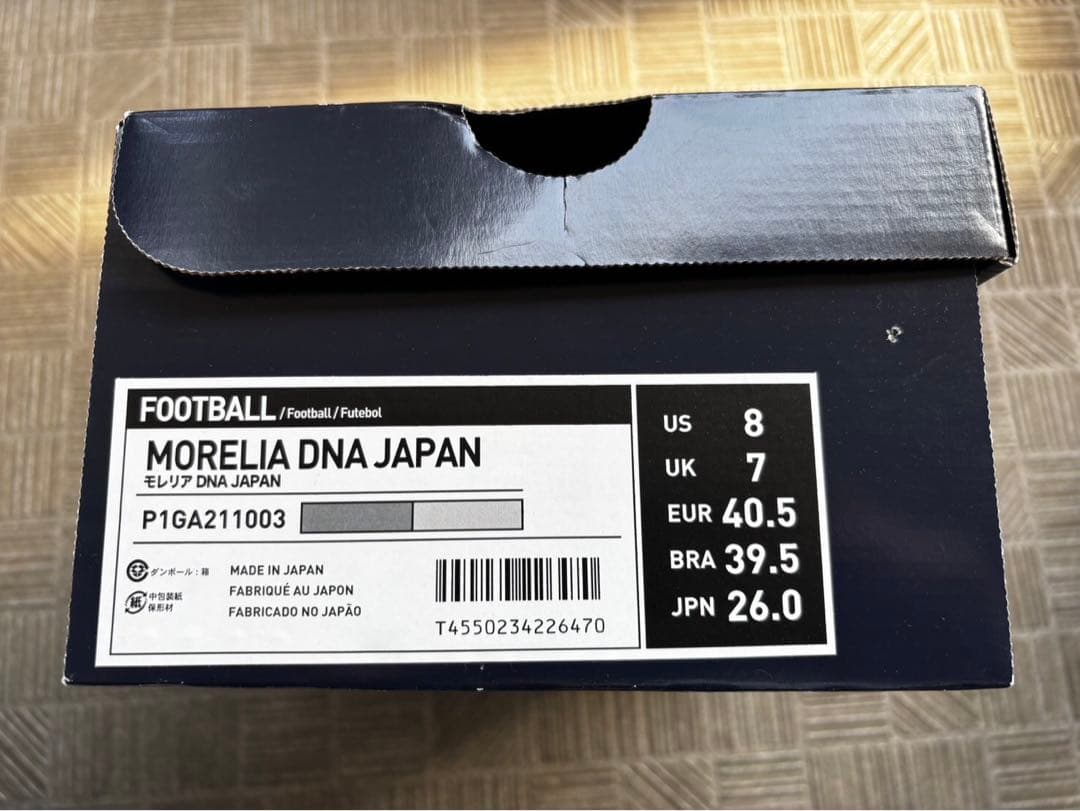 FOOTBALL /Football/Futebol
MORELIA DNA JAPAN
モレリア DNA JAPAN
P1GA211003
ダンボール：箱
紙
中包装紙
保形材
MADE IN JAPAN
FABRIQUÉ AU JAPON
FABRICADO NO JAPÃO
T4550234226470
US 8
UK 7
EUR 40.5
BRA 39.5
JPN 26.0